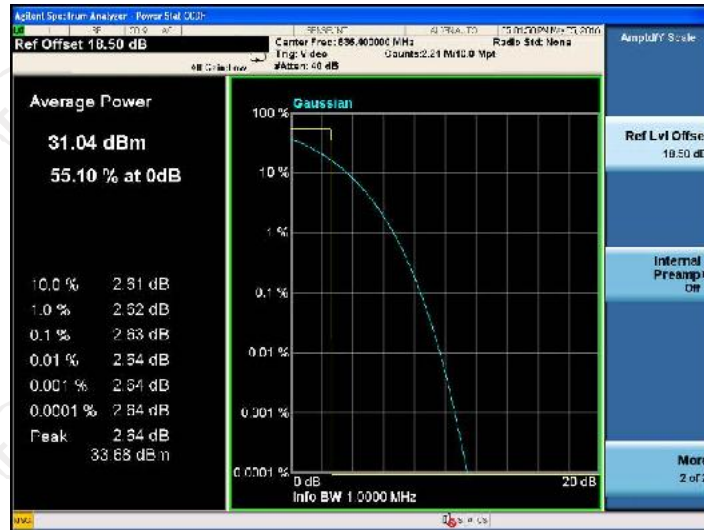 Agilent Spectrum Analyzer - Power Stat CCDF
Ref Offset 18.50 dB
Center Freq: 836.400000 MHz
Radio Std: None
Trig: Video
Counts: 2.21 M/10.0 Mpt
#Atten: 40 dB
Average Power
31.04 dBm
55.10 % at 0dB
10.0 % 2.61 dB
1.0 % 2.62 dB
0.1 % 2.63 dB
0.01 % 2.64 dB
0.001 % 2.64 dB
0.0001 % 2.64 dB
Peak 2.64 dB
33.68 dBm
Gaussian
100 %
10 %
1 %
0.1 %
0.01 %
0.001 %
0.0001 %
0 dB
20 dB
Info BW 1.0000 MHz
Ref Lvl Offse
18.50 dB
Internal
Preamp
Off
More
2 of 2